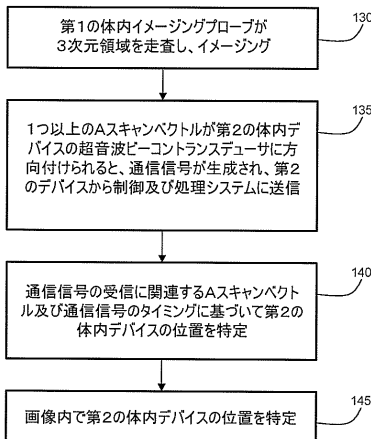 第１の体内イメージングプローブが
３次元領域を走査し、イメージング
130
１つ以上のAスキャンベクトルが第２の体内デ
バイスの超音波ビーコントランスデューサに方
向付けられると、通信信号が生成され、第２
のデバイスから制御及び処理システムに送信
135
通信信号の受信に関連するAスキャンベクト
ル及び通信信号のタイミングに基づいて第２の
体内デバイスの位置を特定
140
画像内で第２の体内デバイスの位置を特定
145